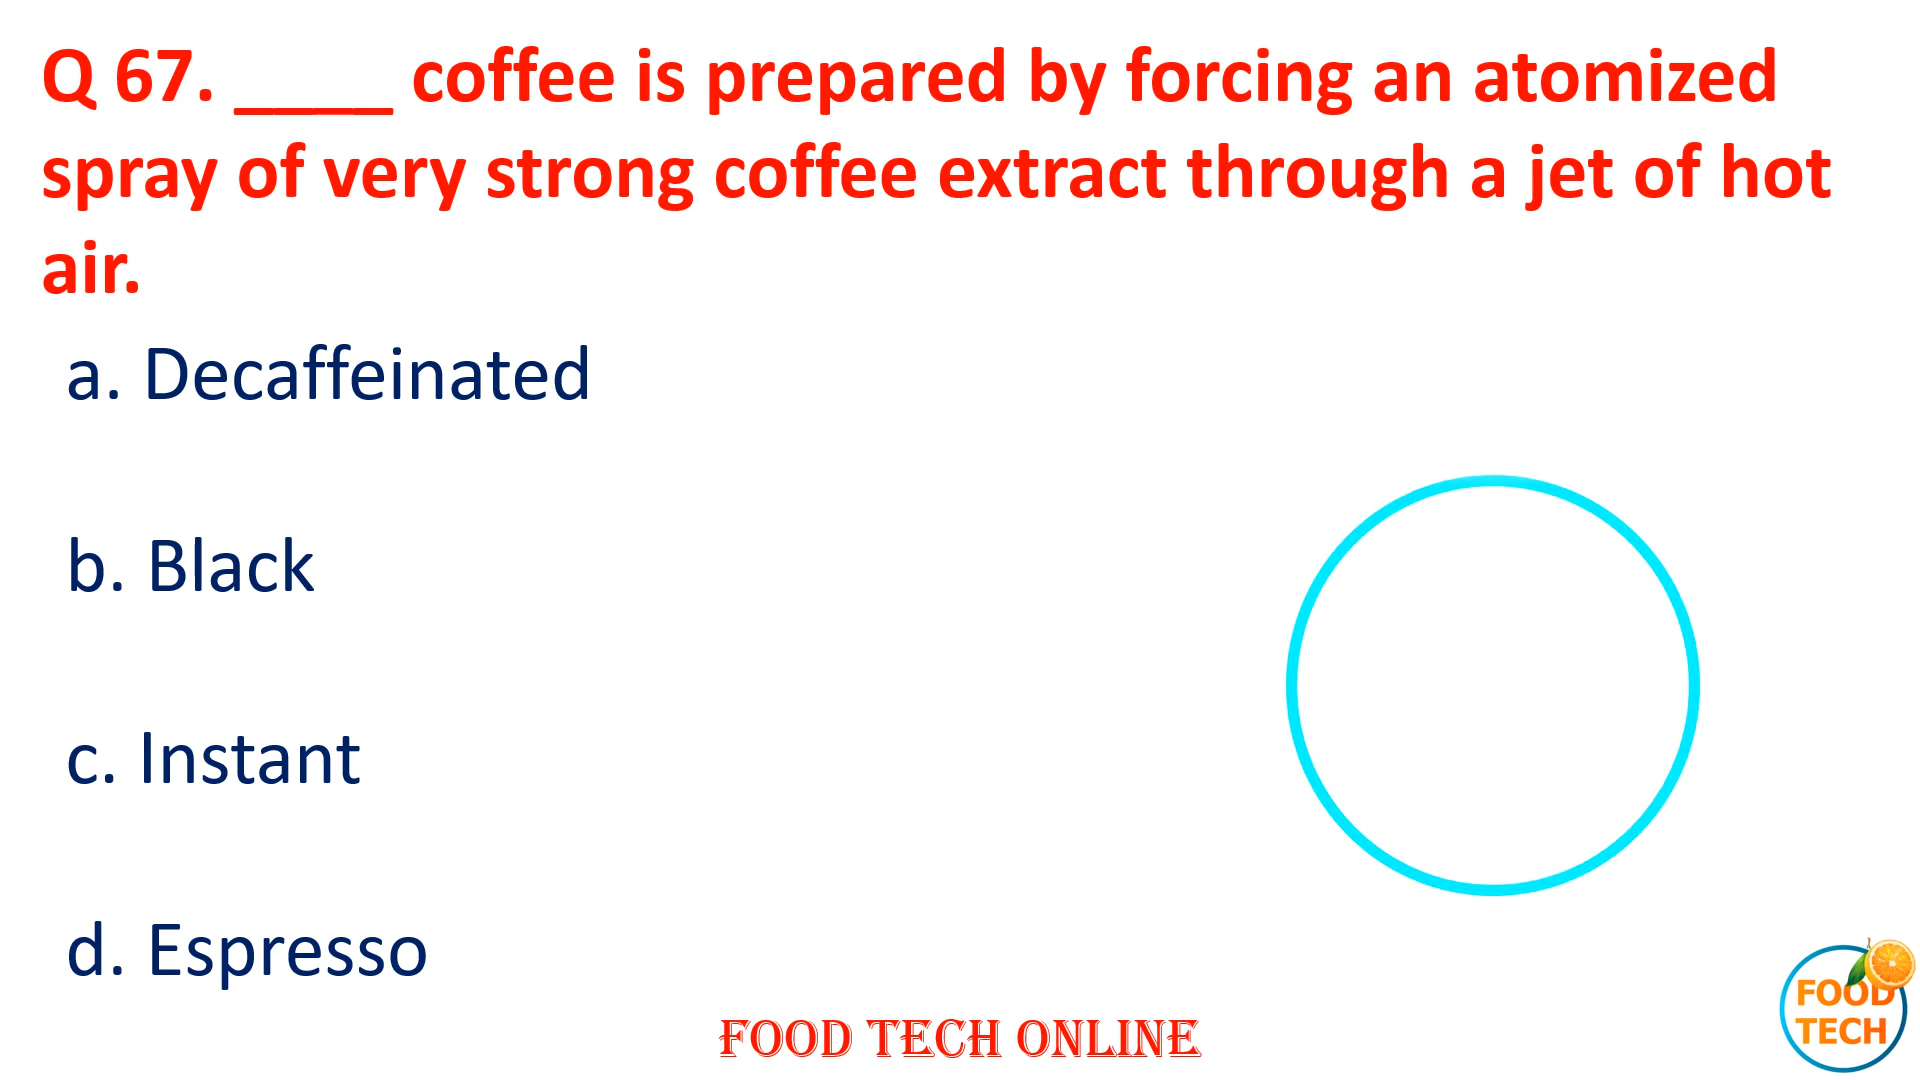 Q 67. ____ coffee is prepared by forcing an atomized
spray of very strong coffee extract through a jet of hot
air.
a. Decaffeinated
b. Black
c. Instant
d. Espresso
FOOD TECH ONLINE
FOOD
TECH